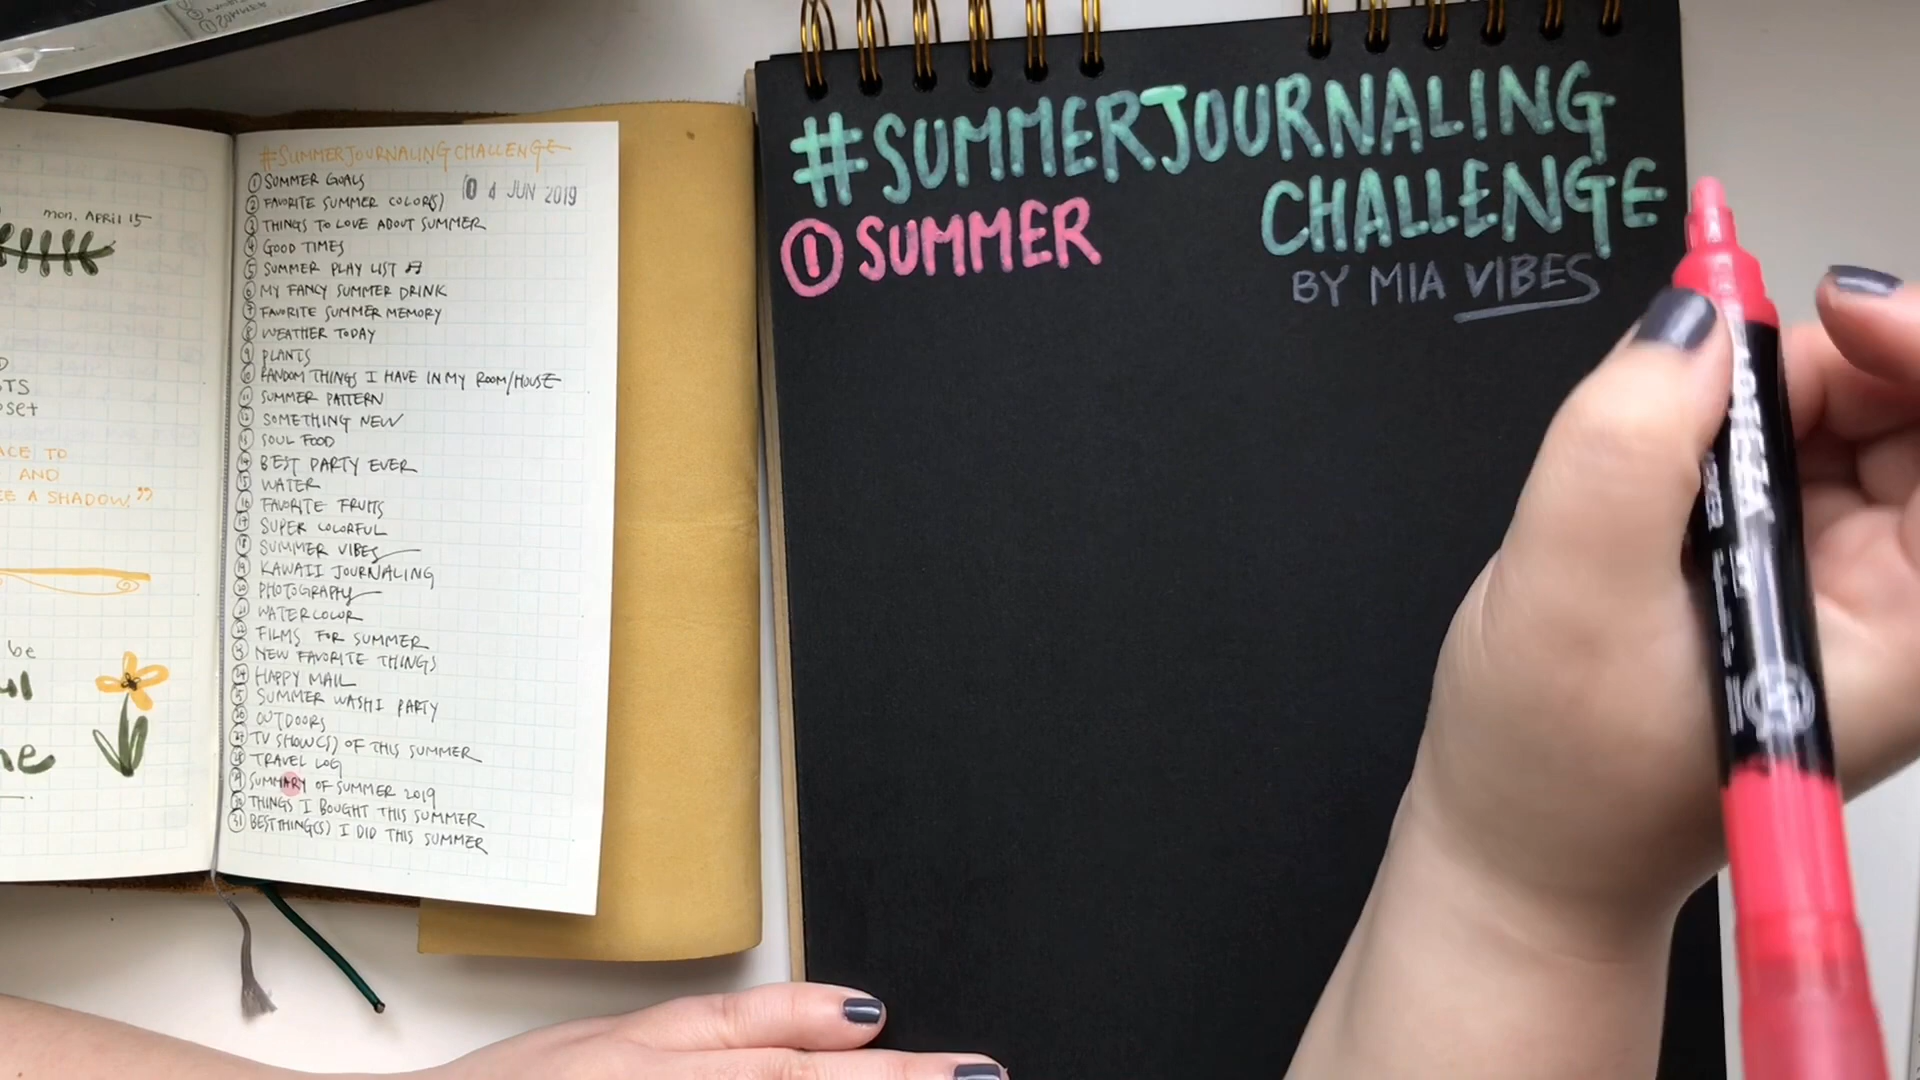 mon. APRIL 15
STS
oset
ACE TO
AND
EE A SHADOW."
be
#SUMMERJOURNALINGCHALLENGE
04 JUN 2019
① SUMMER GOALS
② FAVORITE SUMMER COLOR(S)
③ THINGS TO LOVE ABOUT SUMMER
④ GOOD TIMES
⑤ SUMMER PLAY LIST ♫
⑥ MY FANCY SUMMER DRINK
⑦ FAVORITE SUMMER MEMORY
⑧ WEATHER TODAY
⑨ PLANTS
⑩ RANDOM THINGS I HAVE IN MY ROOM/HOUSE
⑪ SUMMER PATTERN
⑫ SOMETHING NEW
⑬ SOUL FOOD
⑭ BEST PARTY EVER
⑮ WATER
⑯ FAVORITE FRUITS
⑰ SUPER COLORFUL
⑱ SUMMER VIBES
⑲ KAWAII JOURNALING
⑳ PHOTOGRAPHY
㉑ WATERCOLOR
㉒ FILMS FOR SUMMER
㉓ NEW FAVORITE THINGS
㉔ HAPPY MAIL
㉕ SUMMER WASHI PARTY
㉖ OUTDOORS
㉗ TV SHOW(S) OF THIS SUMMER
㉘ TRAVEL LOG
㉙ SUMMARY OF SUMMER 2019
㉚ THINGS I BOUGHT THIS SUMMER
㉛ BEST THING(S) I DID THIS SUMMER
#SUMMERJOURNALING
CHALLENGE
BY MIA VIBES
① SUMMER